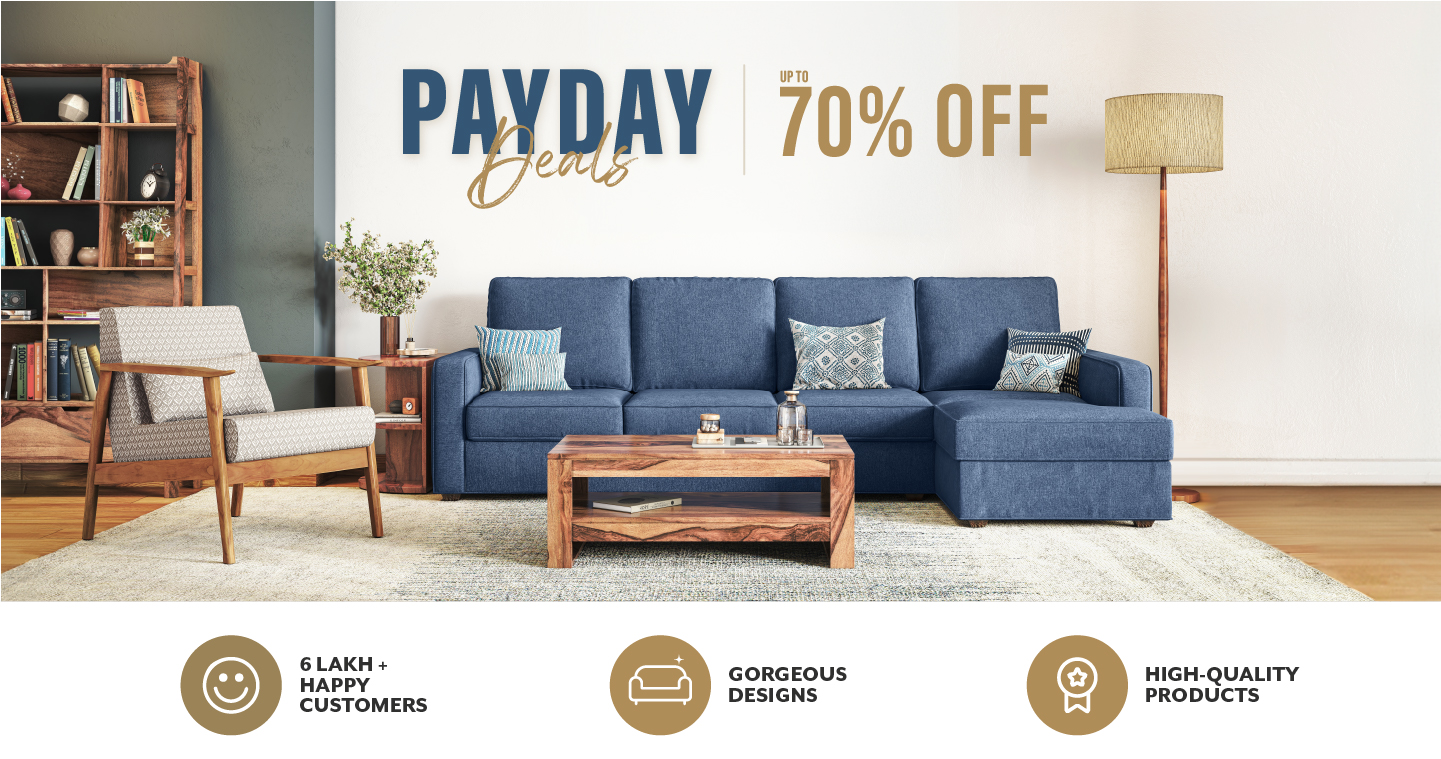 PAYDAY
Deals
UP TO
70% OFF
6 LAKH +
HAPPY
CUSTOMERS
GORGEOUS
DESIGNS
HIGH-QUALITY
PRODUCTS